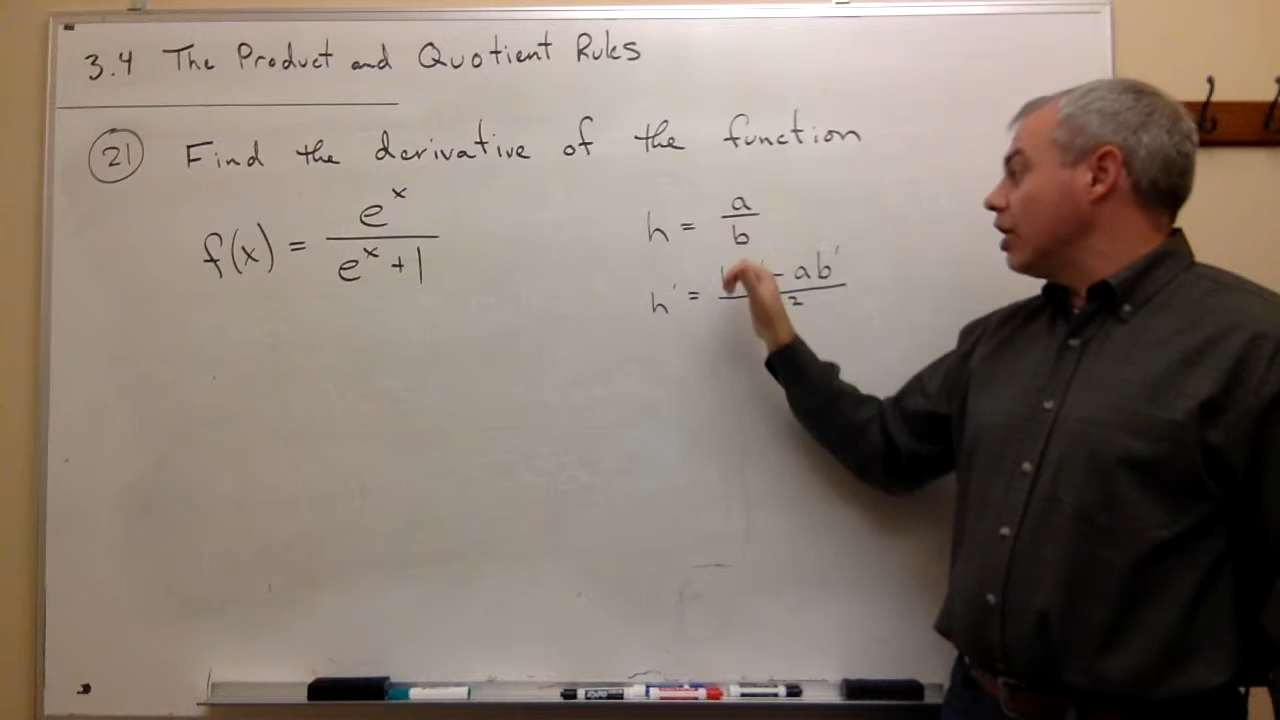 3.4 The Product and Quotient Rules
21 Find the derivative of the function
f(x) = e^x / (e^x + 1)
h = a/b
h' = - ab' 2